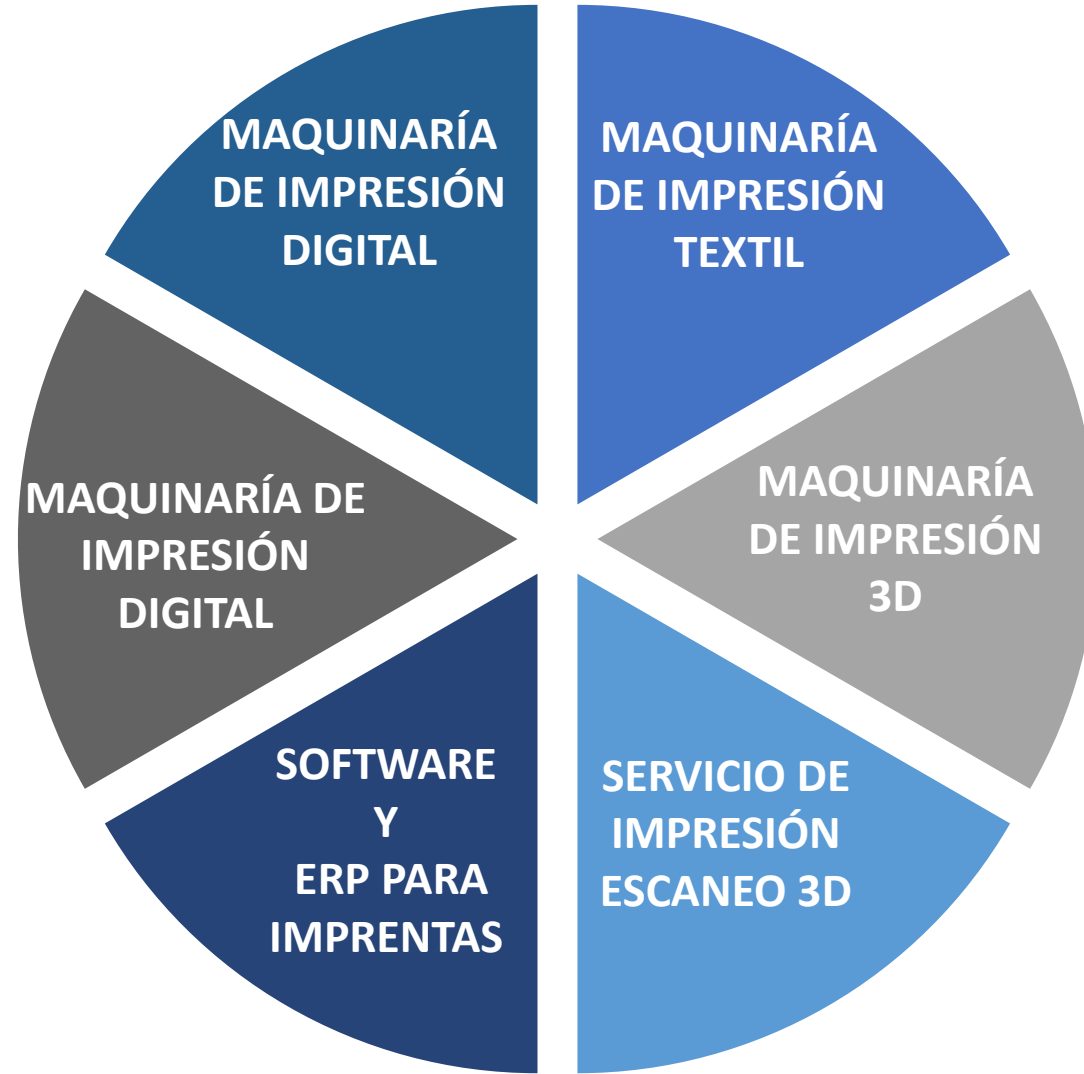 MAQUINARÍA
DE IMPRESIÓN
DIGITAL
MAQUINARÍA
DE IMPRESIÓN
TEXTIL
MAQUINARÍA DE
IMPRESIÓN
DIGITAL
MAQUINARÍA
DE IMPRESIÓN
3D
SOFTWARE
Y
ERP PARA
IMPRENTAS
SERVICIO DE
IMPRESIÓN
ESCANEO 3D